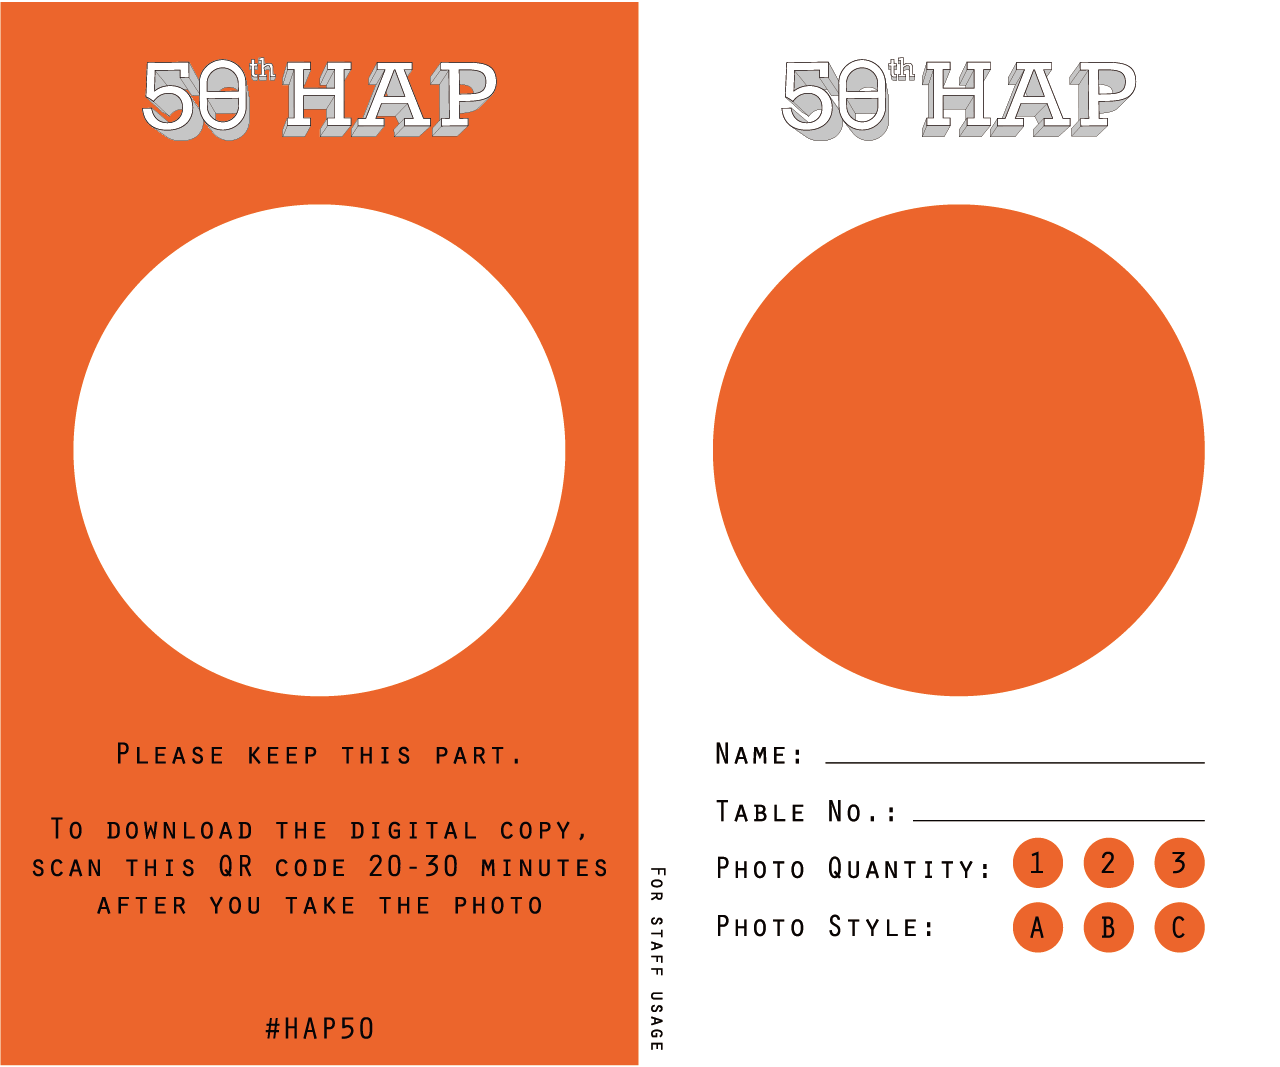 50th HAP
Please keep this part.
To download the digital copy,
scan this QR code 20-30 minutes
after you take the photo
#HAP50
For staff usage
50th HAP
Name:
Table No.:
Photo Quantity: 1 2 3
Photo Style: A B C